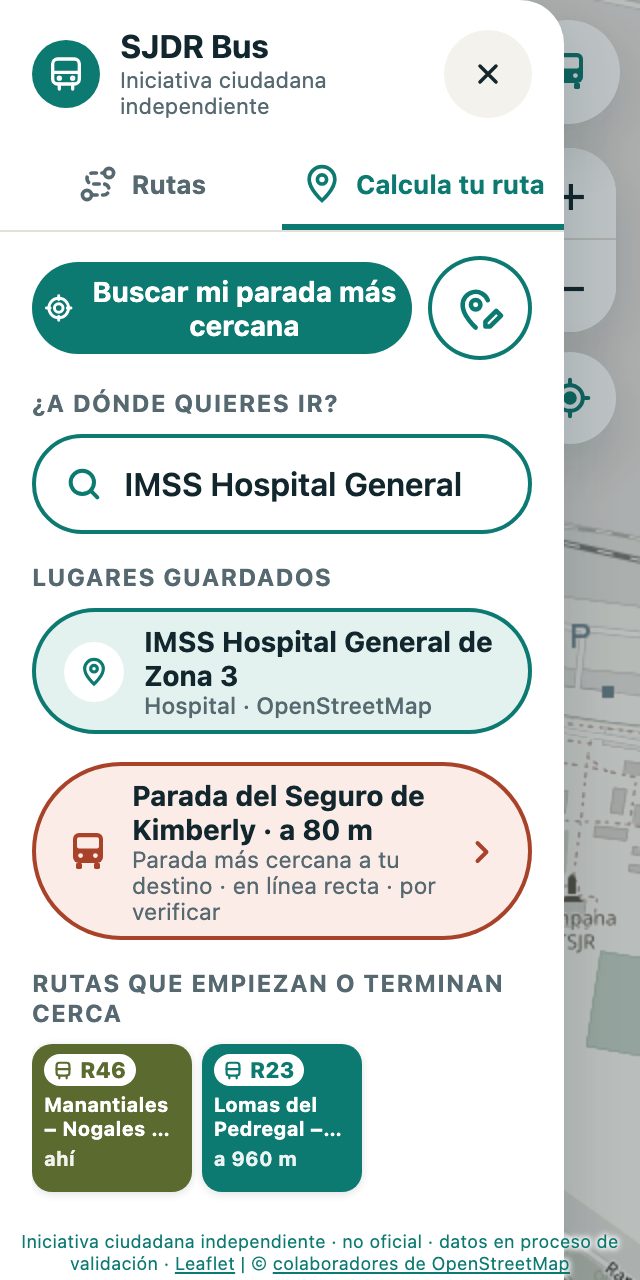 SJDR Bus
Iniciativa ciudadana
independiente
Rutas
Calcula tu ruta
Buscar mi parada más
cercana
¿A DÓNDE QUIERES IR?
IMSS Hospital General
LUGARES GUARDADOS
IMSS Hospital General de
Zona 3
Hospital · OpenStreetMap
Parada del Seguro de
Kimberly · a 80 m
Parada más cercana a tu
destino · en línea recta · por
verificar
RUTAS QUE EMPIEZAN O TERMINAN
CERCA
R46
Manantiales
– Nogales ...
ahí
R23
Lomas del
Pedregal –...
a 960 m
+
−
P
TSJR
Iniciativa ciudadana independiente · no oficial · datos en proceso de
validación · Leaflet | © colaboradores de OpenStreetMap